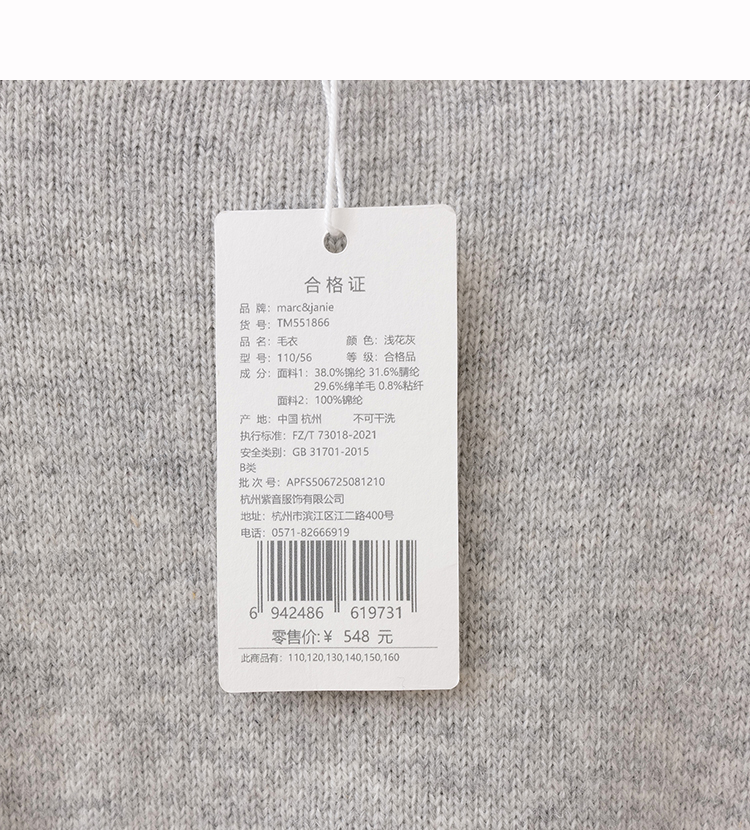 合格证
品 牌: marc&janie
货 号: TM551866
品 名: 毛衣 颜 色: 浅花灰
型 号: 110/56 等 级: 合格品
成 分: 面料1: 38.0%锦纶 31.6%腈纶
29.6%绵羊毛 0.8%粘纤
面料2: 100%锦纶
产 地: 中国 杭州 不可干洗
执行标准: FZ/T 73018-2021
安全类别: GB 31701-2015
B类
批 次 号: APFS506725081210
杭州紫音服饰有限公司
地址: 杭州市滨江区江二路400号
电话: 0571-82666919
6 942486 619731
零售价:¥ 548 元
此商品有: 110,120,130,140,150,160